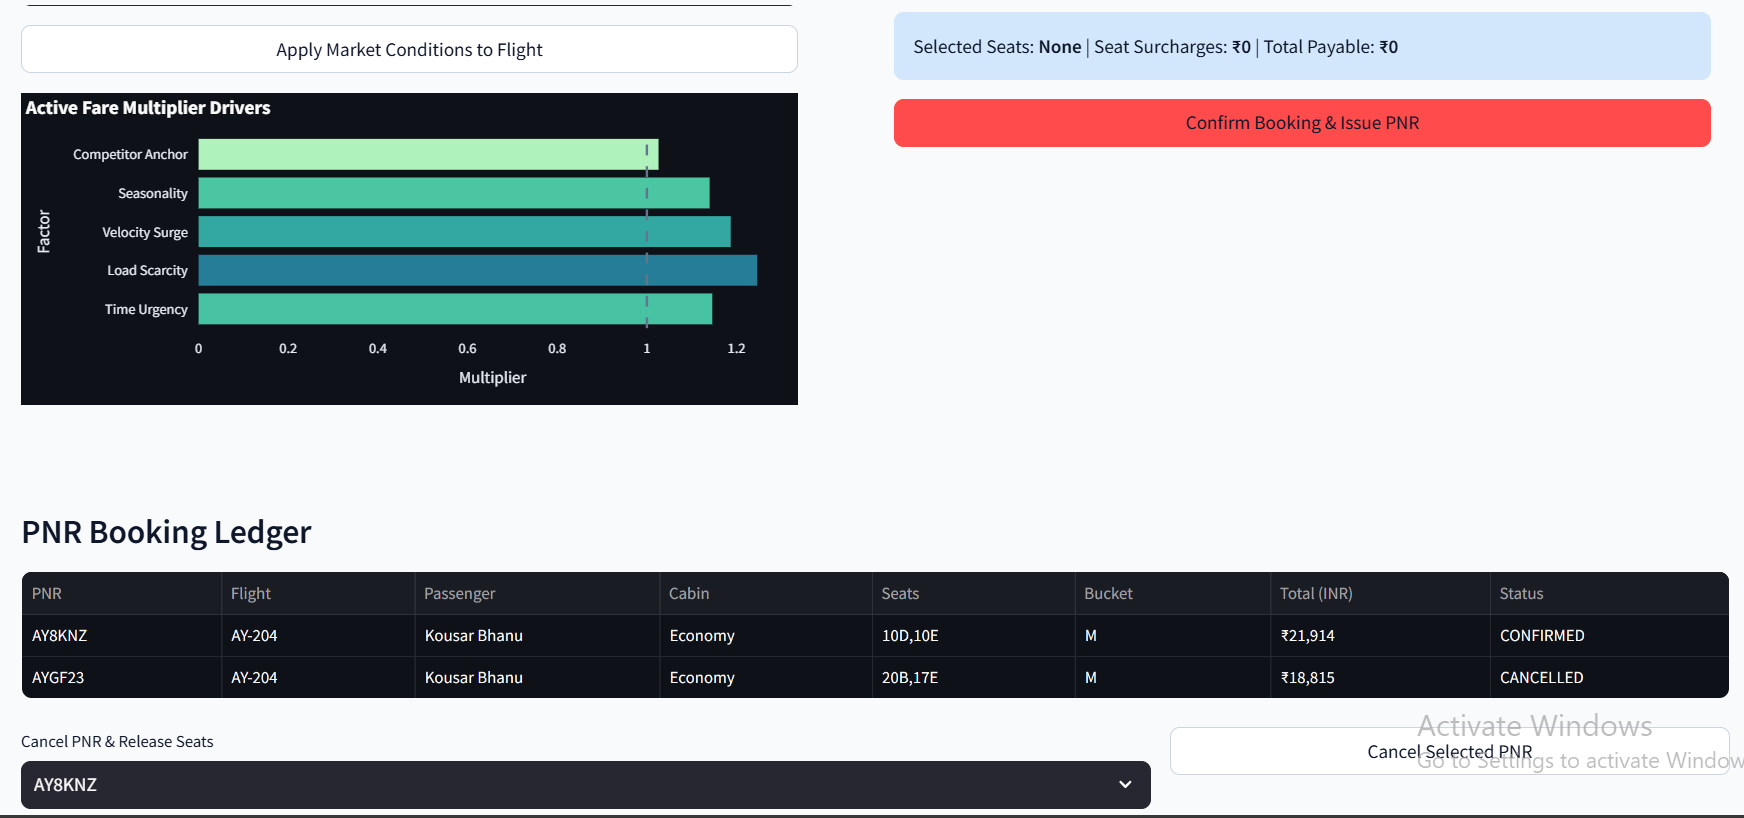 Apply Market Conditions to Flight
Selected Seats: None | Seat Surcharges: ₹0 | Total Payable: ₹0
Confirm Booking & Issue PNR
Active Fare Multiplier Drivers
Factor
Competitor Anchor
Seasonality
Velocity Surge
Load Scarcity
Time Urgency
0 0.2 0.4 0.6 0.8 1 1.2
Multiplier
PNR Booking Ledger
PNR Flight Passenger Cabin Seats Bucket Total (INR) Status
AY8KNZ AY-204 Kousar Bhanu Economy 10D,10E M ₹21,914 CONFIRMED
AYGF23 AY-204 Kousar Bhanu Economy 20B,17E M ₹18,815 CANCELLED
Cancel PNR & Release Seats
AY8KNZ
Cancel Selected PNR
Activate Windows
Go to Settings to activate Window